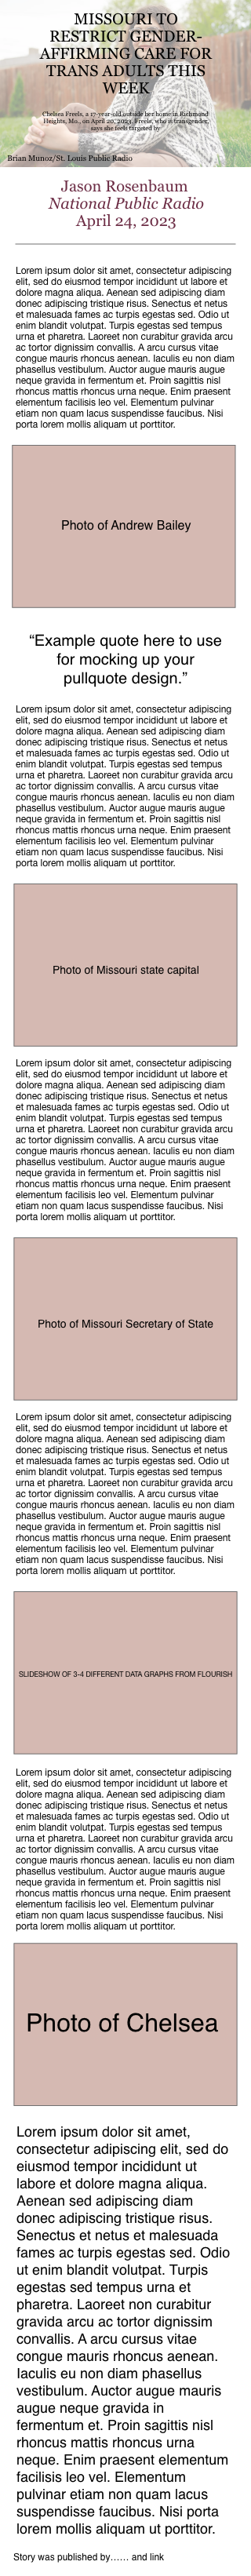 MISSOURI TO
RESTRICT GENDER-
AFFIRMING CARE FOR
TRANS ADULTS THIS
WEEK
Chelsea Freels, a 17-year-old outside her home in Richmond
Heights, Mo., on April 20, 2023. Freels, who is transgender,
says she feels targeted by
Brian Munoz/St. Louis Public Radio
Jason Rosenbaum
National Public Radio
April 24, 2023
Lorem ipsum dolor sit amet, consectetur adipiscing
elit, sed do eiusmod tempor incididunt ut labore et
dolore magna aliqua. Aenean sed adipiscing diam
donec adipiscing tristique risus. Senectus et netus
et malesuada fames ac turpis egestas sed. Odio ut
enim blandit volutpat. Turpis egestas sed tempus
urna et pharetra. Laoreet non curabitur gravida arcu
ac tortor dignissim convallis. A arcu cursus vitae
congue mauris rhoncus aenean. Iaculis eu non diam
phasellus vestibulum. Auctor augue mauris augue
neque gravida in fermentum et. Proin sagittis nisl
rhoncus mattis rhoncus urna neque. Enim praesent
elementum facilisis leo vel. Elementum pulvinar
etiam non quam lacus suspendisse faucibus. Nisi
porta lorem mollis aliquam ut porttitor.
Photo of Andrew Bailey
“Example quote here to use
for mocking up your
pullquote design.”
Lorem ipsum dolor sit amet, consectetur adipiscing
elit, sed do eiusmod tempor incididunt ut labore et
dolore magna aliqua. Aenean sed adipiscing diam
donec adipiscing tristique risus. Senectus et netus
et malesuada fames ac turpis egestas sed. Odio ut
enim blandit volutpat. Turpis egestas sed tempus
urna et pharetra. Laoreet non curabitur gravida arcu
ac tortor dignissim convallis. A arcu cursus vitae
congue mauris rhoncus aenean. Iaculis eu non diam
phasellus vestibulum. Auctor augue mauris augue
neque gravida in fermentum et. Proin sagittis nisl
rhoncus mattis rhoncus urna neque. Enim praesent
elementum facilisis leo vel. Elementum pulvinar
etiam non quam lacus suspendisse faucibus. Nisi
porta lorem mollis aliquam ut porttitor.
Photo of Missouri state capital
Lorem ipsum dolor sit amet, consectetur adipiscing
elit, sed do eiusmod tempor incididunt ut labore et
dolore magna aliqua. Aenean sed adipiscing diam
donec adipiscing tristique risus. Senectus et netus
et malesuada fames ac turpis egestas sed. Odio ut
enim blandit volutpat. Turpis egestas sed tempus
urna et pharetra. Laoreet non curabitur gravida arcu
ac tortor dignissim convallis. A arcu cursus vitae
congue mauris rhoncus aenean. Iaculis eu non diam
phasellus vestibulum. Auctor augue mauris augue
neque gravida in fermentum et. Proin sagittis nisl
rhoncus mattis rhoncus urna neque. Enim praesent
elementum facilisis leo vel. Elementum pulvinar
etiam non quam lacus suspendisse faucibus. Nisi
porta lorem mollis aliquam ut porttitor.
Photo of Missouri Secretary of State
Lorem ipsum dolor sit amet, consectetur adipiscing
elit, sed do eiusmod tempor incididunt ut labore et
dolore magna aliqua. Aenean sed adipiscing diam
donec adipiscing tristique risus. Senectus et netus
et malesuada fames ac turpis egestas sed. Odio ut
enim blandit volutpat. Turpis egestas sed tempus
urna et pharetra. Laoreet non curabitur gravida arcu
ac tortor dignissim convallis. A arcu cursus vitae
congue mauris rhoncus aenean. Iaculis eu non diam
phasellus vestibulum. Auctor augue mauris augue
neque gravida in fermentum et. Proin sagittis nisl
rhoncus mattis rhoncus urna neque. Enim praesent
elementum facilisis leo vel. Elementum pulvinar
etiam non quam lacus suspendisse faucibus. Nisi
porta lorem mollis aliquam ut porttitor.
SLIDESHOW OF 3-4 DIFFERENT DATA GRAPHS FROM FLOURISH
Lorem ipsum dolor sit amet, consectetur adipiscing
elit, sed do eiusmod tempor incididunt ut labore et
dolore magna aliqua. Aenean sed adipiscing diam
donec adipiscing tristique risus. Senectus et netus
et malesuada fames ac turpis egestas sed. Odio ut
enim blandit volutpat. Turpis egestas sed tempus
urna et pharetra. Laoreet non curabitur gravida arcu
ac tortor dignissim convallis. A arcu cursus vitae
congue mauris rhoncus aenean. Iaculis eu non diam
phasellus vestibulum. Auctor augue mauris augue
neque gravida in fermentum et. Proin sagittis nisl
rhoncus mattis rhoncus urna neque. Enim praesent
elementum facilisis leo vel. Elementum pulvinar
etiam non quam lacus suspendisse faucibus. Nisi
porta lorem mollis aliquam ut porttitor.
Photo of Chelsea
Lorem ipsum dolor sit amet,
consectetur adipiscing elit, sed do
eiusmod tempor incididunt ut
labore et dolore magna aliqua.
Aenean sed adipiscing diam
donec adipiscing tristique risus.
Senectus et netus et malesuada
fames ac turpis egestas sed. Odio
ut enim blandit volutpat. Turpis
egestas sed tempus urna et
pharetra. Laoreet non curabitur
gravida arcu ac tortor dignissim
convallis. A arcu cursus vitae
congue mauris rhoncus aenean.
Iaculis eu non diam phasellus
vestibulum. Auctor augue mauris
augue neque gravida in
fermentum et. Proin sagittis nisl
rhoncus mattis rhoncus urna
neque. Enim praesent elementum
facilisis leo vel. Elementum
pulvinar etiam non quam lacus
suspendisse faucibus. Nisi porta
lorem mollis aliquam ut porttitor.
Story was published by…… and link